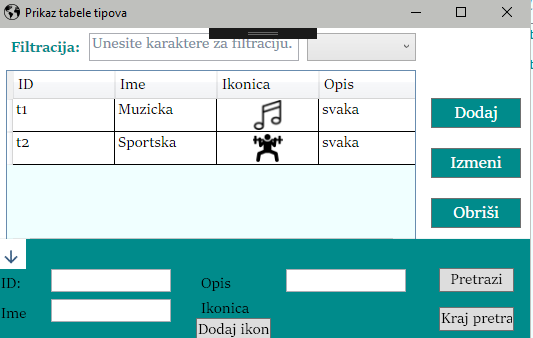 Prikaz tabele tipova
Filtracija: Unesite karaktere za filtraciju.
ID Ime Ikonica Opis
t1 Muzicka svaka
t2 Sportska svaka
Dodaj
Izmeni
Obriši
ID: Opis Pretrazi
Ime Ikonica
Dodaj ikon
Kraj pretra